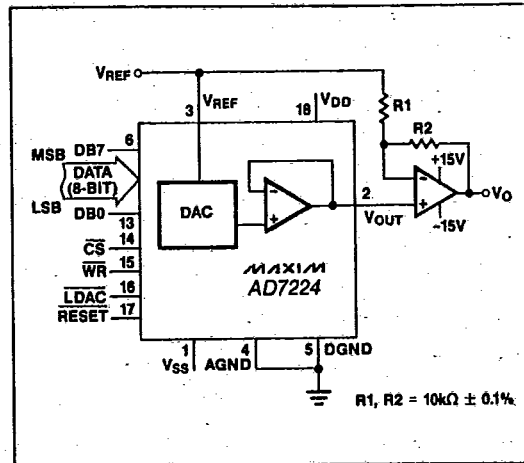 VREF
R1
3
VREF
18
VDD
R2
MSB DB7 6
DATA
(8-BIT)
LSB DB0
13
DAC
-
+
2
VOUT
-
+
+15V
-15V
VO
CS 14
WR 15
LDAC 16
RESET 17
MAXIM
AD7224
1
VSS
4
AGND
5
DGND
R1, R2 = 10kΩ ± 0.1%